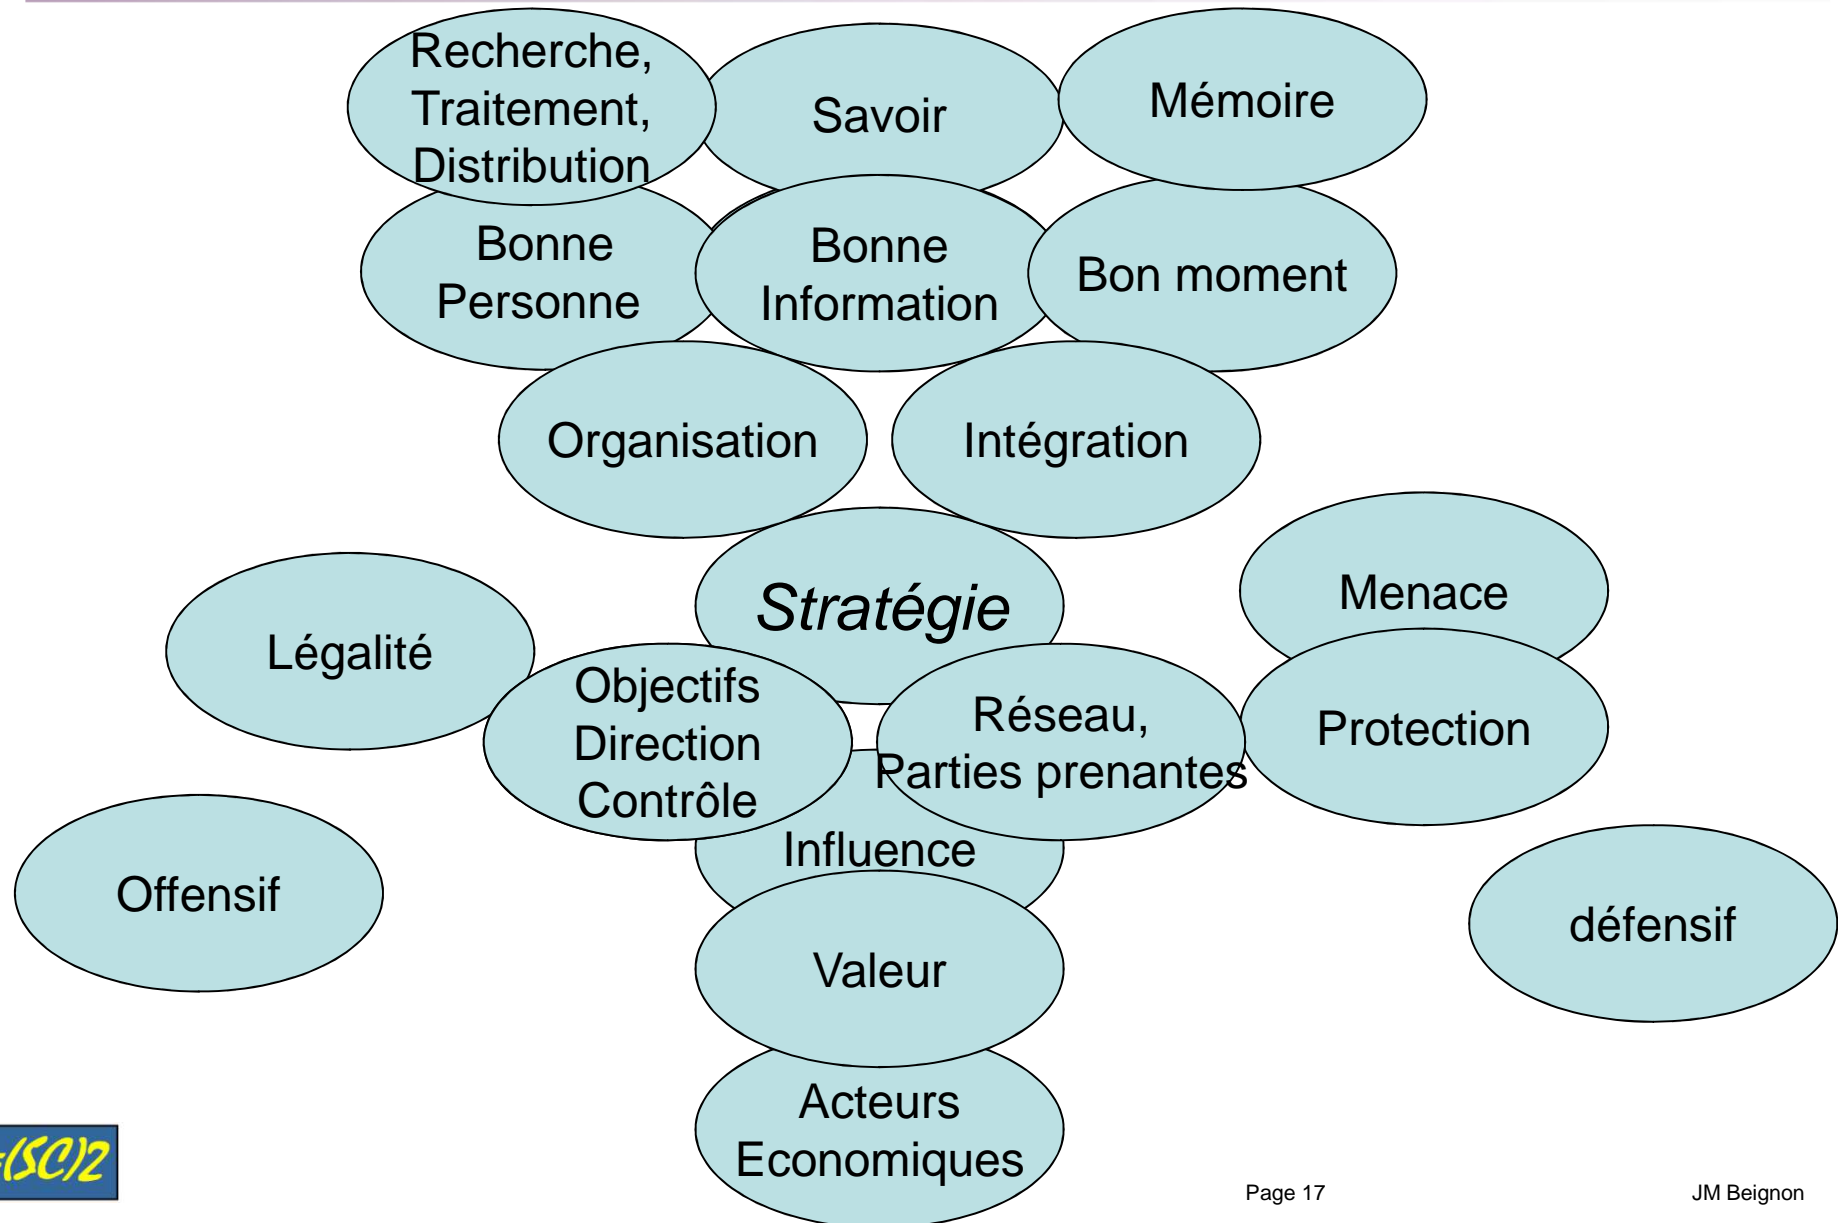 Recherche,
Traitement,
Distribution
Savoir
Mémoire
Bonne
Personne
Bonne
Information
Bon moment
Organisation
Intégration
Stratégie
Menace
Légalité
Objectifs
Direction
Contrôle
Réseau,
Parties prenantes
Protection
Influence
Offensif
défensif
Valeur
Acteurs
Economiques
=(SC)2
Page 17
JM Beignon